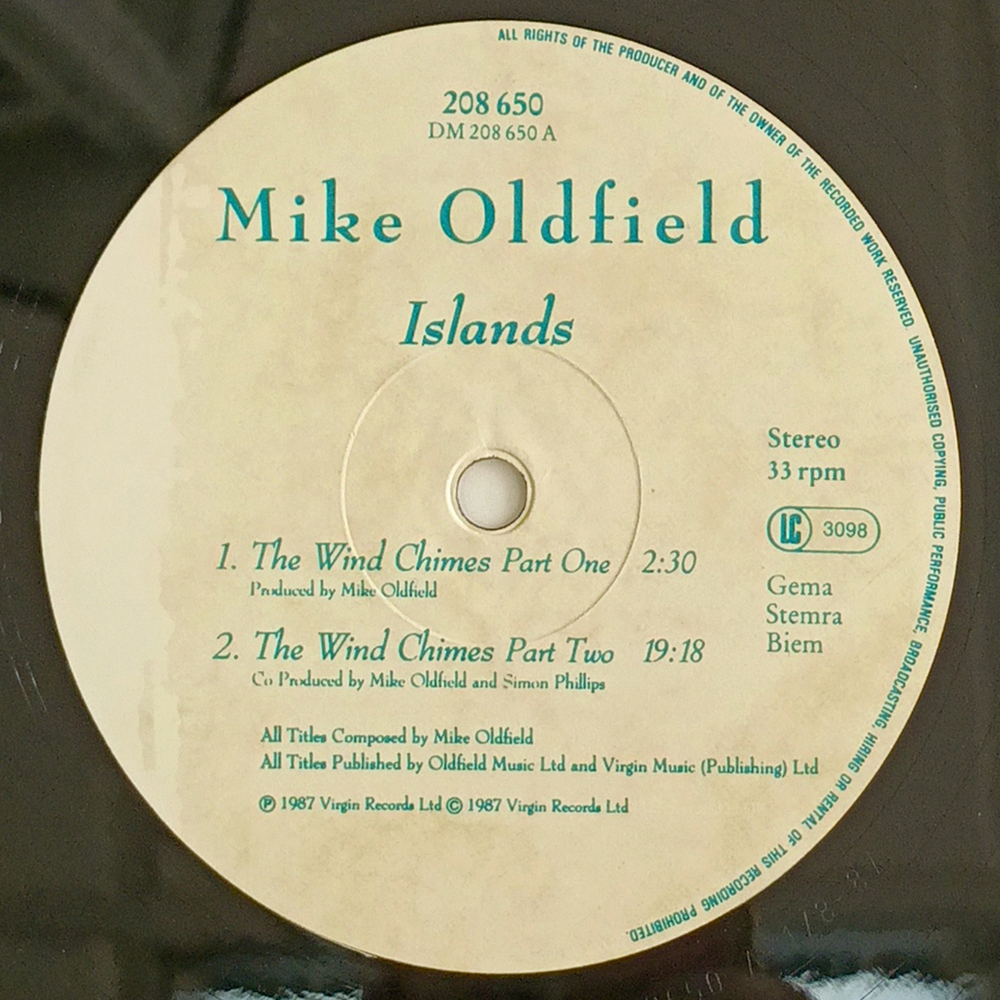 ALL RIGHTS OF THE PRODUCER AND OF THE OWNER OF THE RECORDED WORK RESERVED. UNAUTHORISED COPYING, PUBLIC PERFORMANCE, BROADCASTING, HIRING OR RENTAL OF THIS RECORDING PROHIBITED.
208 650
DM 208 650 A
Mike Oldfield
Islands
Stereo
33 rpm
LC 3098
Gema
Stemra
Biem
1. The Wind Chimes Part One 2:30
Produced by Mike Oldfield
2. The Wind Chimes Part Two 19:18
Co Produced by Mike Oldfield and Simon Phillips
All Titles Composed by Mike Oldfield
All Titles Published by Oldfield Music Ltd and Virgin Music (Publishing) Ltd
℗ 1987 Virgin Records Ltd © 1987 Virgin Records Ltd